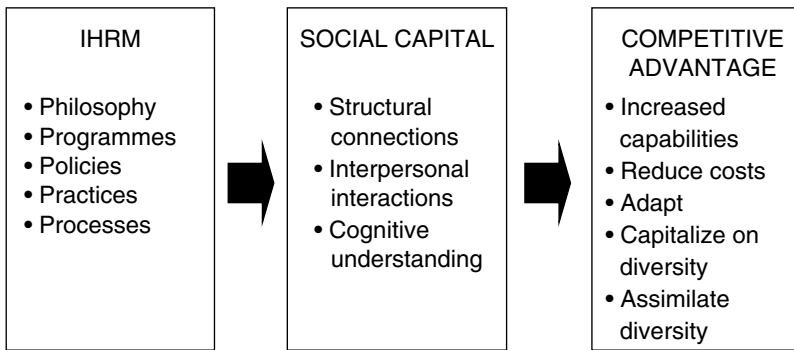 IHRM
• Philosophy
• Programmes
• Policies
• Practices
• Processes
SOCIAL CAPITAL
• Structural
connections
• Interpersonal
interactions
• Cognitive
understanding
COMPETITIVE
ADVANTAGE
• Increased
capabilities
• Reduce costs
• Adapt
• Capitalize on
diversity
• Assimilate
diversity